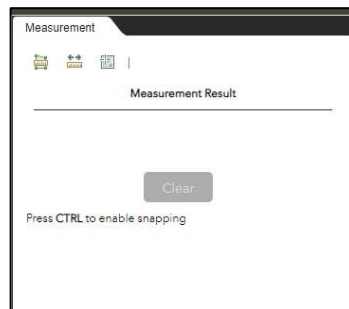 Measurement
Measurement Result
Clear
Press CTRL to enable snapping